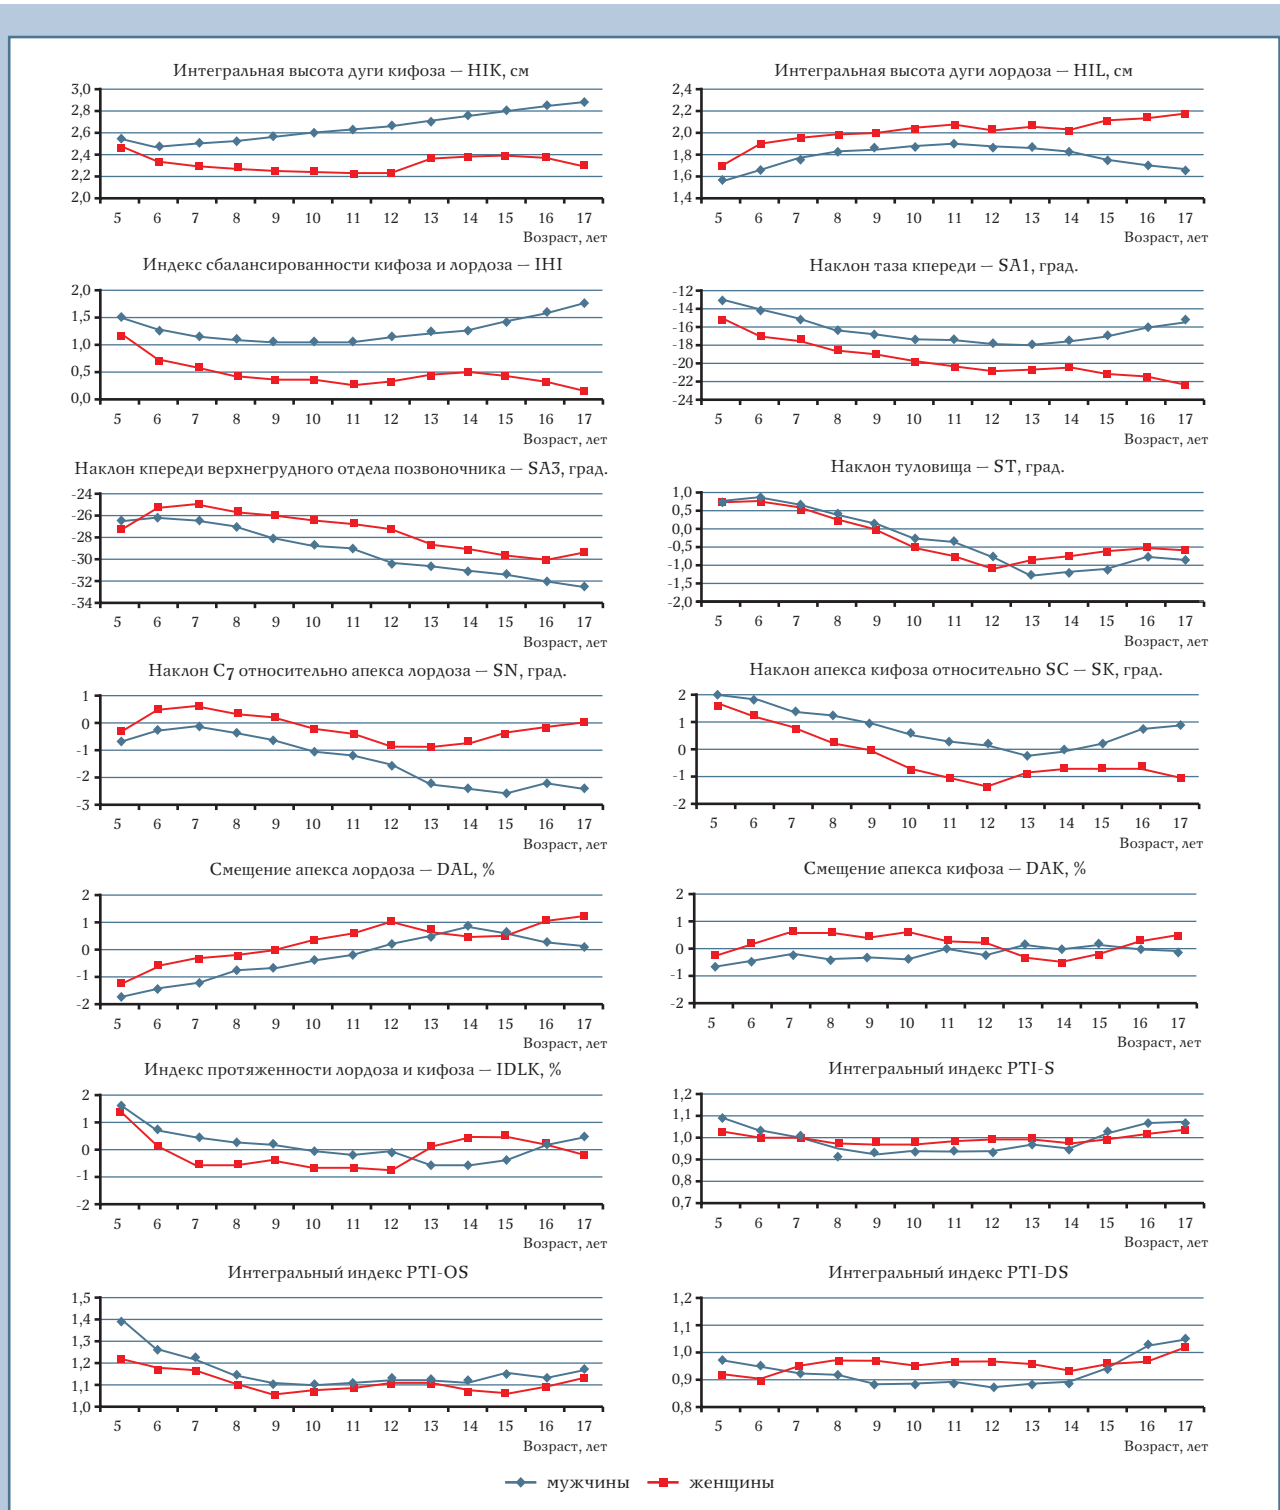 Интегральная высота дуги кифоза – HIK, см
3,0
2,8
2,6
2,4
2,2
2,0
5 6 7 8 9 10 11 12 13 14 15 16 17
Возраст, лет
Интегральная высота дуги лордоза – HIL, см
2,4
2,2
2,0
1,8
1,6
1,4
5 6 7 8 9 10 11 12 13 14 15 16 17
Возраст, лет
Индекс сбалансированности кифоза и лордоза – IHI
2,0
1,5
1,0
0,5
0,0
5 6 7 8 9 10 11 12 13 14 15 16 17
Возраст, лет
Наклон таза кпереди – SA1, град.
-12
-14
-16
-18
-20
-22
-24
5 6 7 8 9 10 11 12 13 14 15 16 17
Возраст, лет
Наклон кпереди верхнегрудного отдела позвоночника – SA3, град.
-24
-26
-28
-30
-32
-34
5 6 7 8 9 10 11 12 13 14 15 16 17
Возраст, лет
Наклон туловища – ST, град.
1,0
0,5
0,0
-0,5
-1,0
-1,5
-2,0
5 6 7 8 9 10 11 12 13 14 15 16 17
Возраст, лет
Наклон C7 относительно апекса лордоза – SN, град.
1
0
-1
-2
-3
5 6 7 8 9 10 11 12 13 14 15 16 17
Возраст, лет
Наклон апекса кифоза относительно SC – SK, град.
2
1
0
-1
-2
5 6 7 8 9 10 11 12 13 14 15 16 17
Возраст, лет
Смещение апекса лордоза – DAL, %
2
1
0
-1
-2
5 6 7 8 9 10 11 12 13 14 15 16 17
Возраст, лет
Смещение апекса кифоза – DAK, %
2
1
0
-1
-2
5 6 7 8 9 10 11 12 13 14 15 16 17
Возраст, лет
Индекс протяженности лордоза и кифоза – IDLK, %
2
1
0
-1
-2
5 6 7 8 9 10 11 12 13 14 15 16 17
Возраст, лет
Интегральный индекс PTI-S
1,2
1,1
1,0
0,9
0,8
0,7
5 6 7 8 9 10 11 12 13 14 15 16 17
Возраст, лет
Интегральный индекс PTI-OS
1,5
1,4
1,3
1,2
1,1
1,0
5 6 7 8 9 10 11 12 13 14 15 16 17
Возраст, лет
Интегральный индекс PTI-DS
1,2
1,1
1,0
0,9
0,8
5 6 7 8 9 10 11 12 13 14 15 16 17
Возраст, лет
мужчины женщины